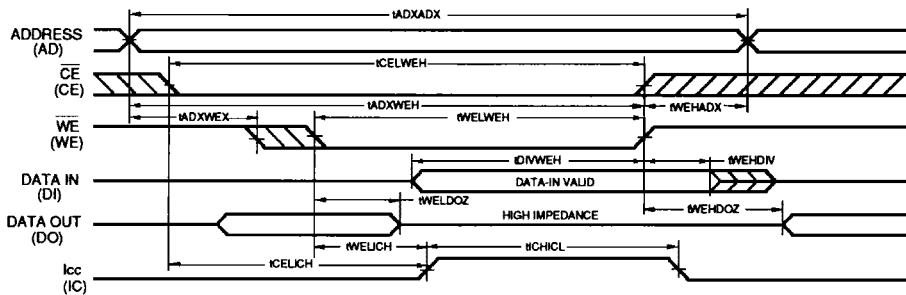 tADXADX
ADDRESS
(AD)
CE
(CE)
tCELWEH
tADXWEH
tWEHADX
tADXWEX
tWELWEH
WE
(WE)
tDIVWEH
tWEHDIV
DATA IN
(DI)
DATA-IN VALID
tWELDOZ
tWEHDOZ
DATA OUT
(DO)
HIGH IMPEDANCE
tWELICH
tICHICL
tCELICH
Icc
(IC)